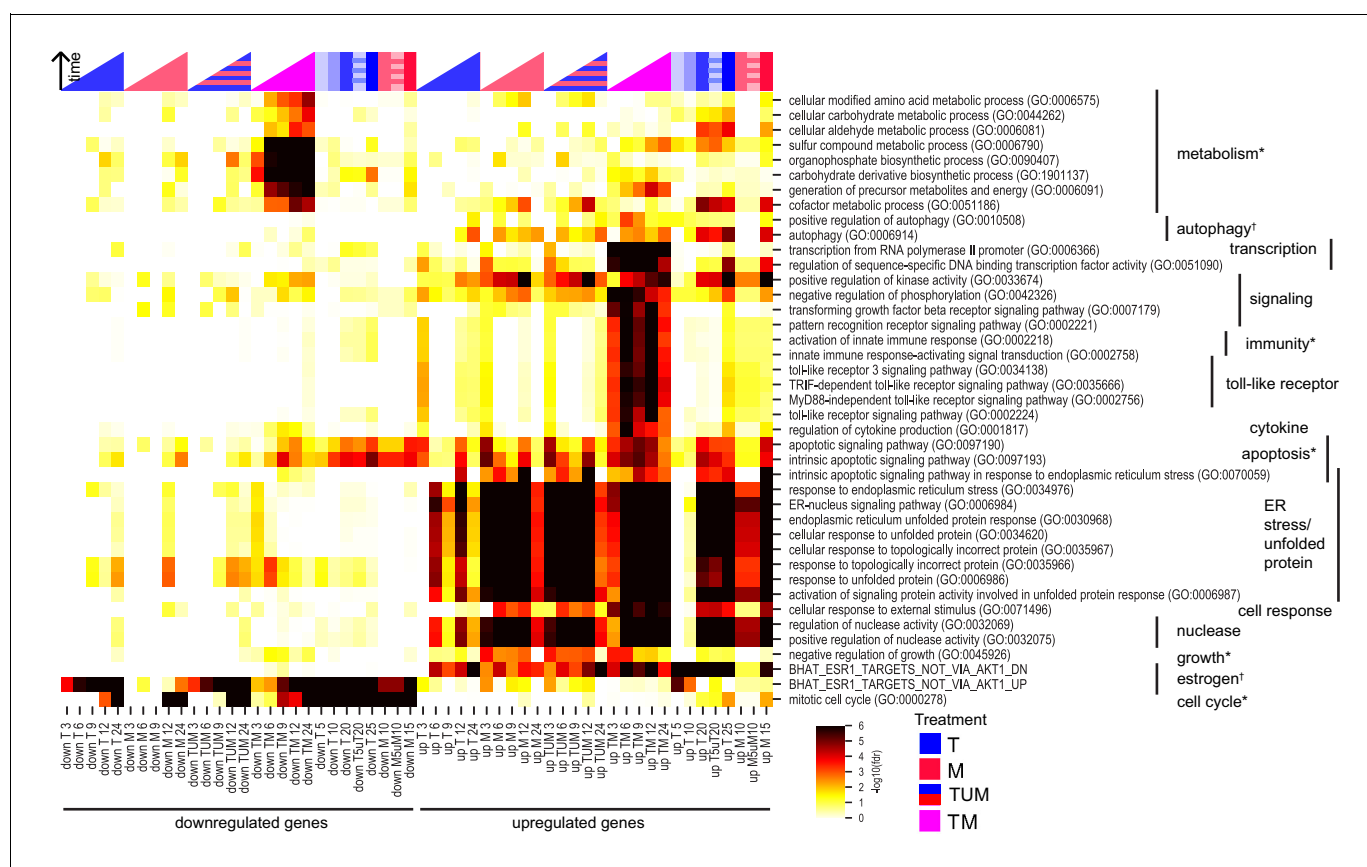 time
cellular modified amino acid metabolic process (GO:0006575)
cellular carbohydrate metabolic process (GO:0044262)
cellular aldehyde metabolic process (GO:0006081)
sulfur compound metabolic process (GO:0006790)
organophosphate biosynthetic process (GO:0090407)
carbohydrate derivative biosynthetic process (GO:1901137)
generation of precursor metabolites and energy (GO:0006091)
cofactor metabolic process (GO:0051186)
positive regulation of autophagy (GO:0010508)
autophagy (GO:0006914)
transcription from RNA polymerase II promoter (GO:0006366)
regulation of sequence-specific DNA binding transcription factor activity (GO:0051090)
positive regulation of kinase activity (GO:0033674)
negative regulation of phosphorylation (GO:0042326)
transforming growth factor beta receptor signaling pathway (GO:0007179)
pattern recognition receptor signaling pathway (GO:0002221)
activation of innate immune response (GO:0002218)
innate immune response-activating signal transduction (GO:0002758)
toll-like receptor 3 signaling pathway (GO:0034138)
TRIF-dependent toll-like receptor signaling pathway (GO:0035666)
MyD88-independent toll-like receptor signaling pathway (GO:0002756)
toll-like receptor signaling pathway (GO:0002224)
regulation of cytokine production (GO:0001817)
apoptotic signaling pathway (GO:0097190)
intrinsic apoptotic signaling pathway (GO:0097193)
intrinsic apoptotic signaling pathway in response to endoplasmic reticulum stress (GO:0070059)
response to endoplasmic reticulum stress (GO:0034976)
ER-nucleus signaling pathway (GO:0006984)
endoplasmic reticulum unfolded protein response (GO:0030968)
cellular response to unfolded protein (GO:0034620)
cellular response to topologically incorrect protein (GO:0035967)
response to topologically incorrect protein (GO:0035966)
response to unfolded protein (GO:0006986)
activation of signaling protein activity involved in unfolded protein response (GO:0006987)
cellular response to external stimulus (GO:0071496)
regulation of nuclease activity (GO:0032069)
positive regulation of nuclease activity (GO:0032075)
negative regulation of growth (GO:0045926)
BHAT_ESR1_TARGETS_NOT_VIA_AKT1_DN
BHAT_ESR1_TARGETS_NOT_VIA_AKT1_UP
mitotic cell cycle (GO:0000278)
metabolism*
autophagy†
transcription
signaling
immunity*
toll-like receptor
cytokine
apoptosis*
ER
stress/
unfolded
protein
cell response
nuclease
growth*
estrogen†
cell cycle*
down T 3
down T 6
down T 9
down T 12
down T 24
down M 3
down M 6
down M 9
down M 12
down M 24
down TUM 3
down TUM 6
down TUM 9
down TUM 12
down TUM 24
down TM 3
down TM 6
down TM 9
down TM 12
down TM 24
down T 5
down T 10
down T 20
down T5uT20
down T 25
down M 10
down M5uM10
down M 15
up T 3
up T 6
up T 9
up T 12
up T 24
up M 3
up M 6
up M 9
up M 12
up M 24
up TUM 3
up TUM 6
up TUM 9
up TUM 12
up TUM 24
up TM 3
up TM 6
up TM 9
up TM 12
up TM 24
up T 5
up T 10
up T 20
up T5uT20
up T 25
up M 10
up M5uM10
up M 15
downregulated genes
upregulated genes
6
5
4
3
2
1
0
-log10(fdr)
Treatment
T
M
TUM
TM